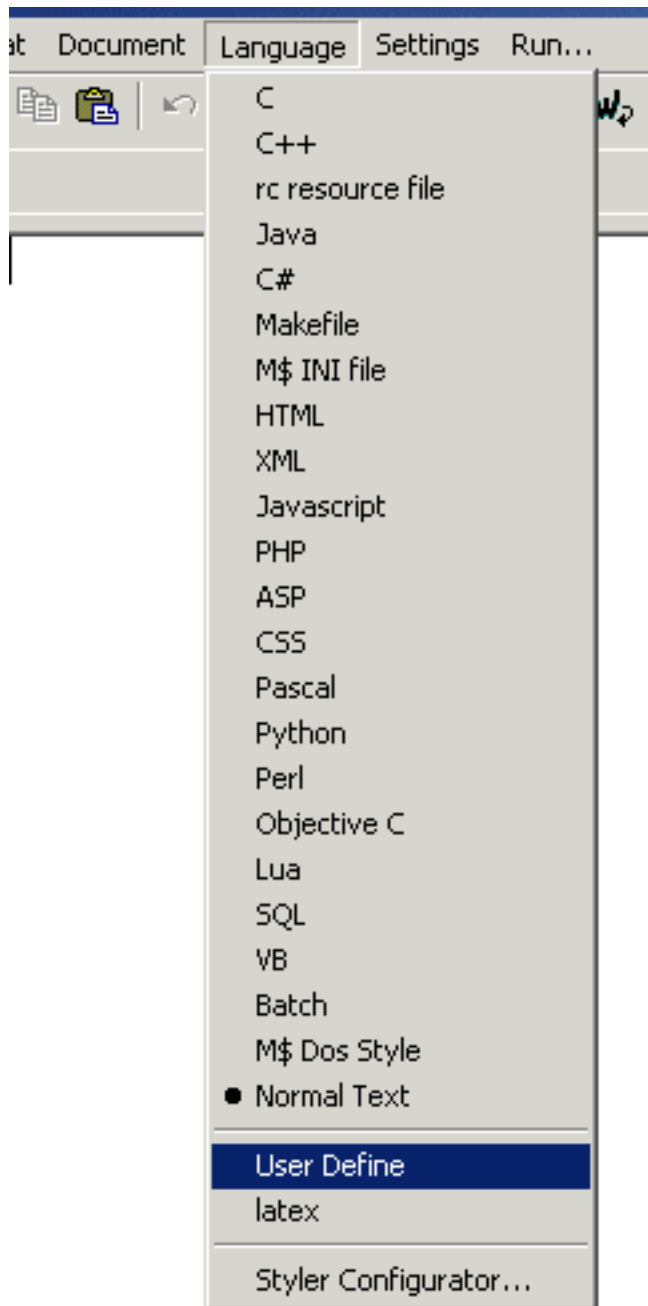 at Document Language Settings Run...
C
C++
rc resource file
Java
C#
Makefile
M$ INI file
HTML
XML
Javascript
PHP
ASP
CSS
Pascal
Python
Perl
Objective C
Lua
SQL
VB
Batch
M$ Dos Style
Normal Text
User Define
latex
Styler Configurator...